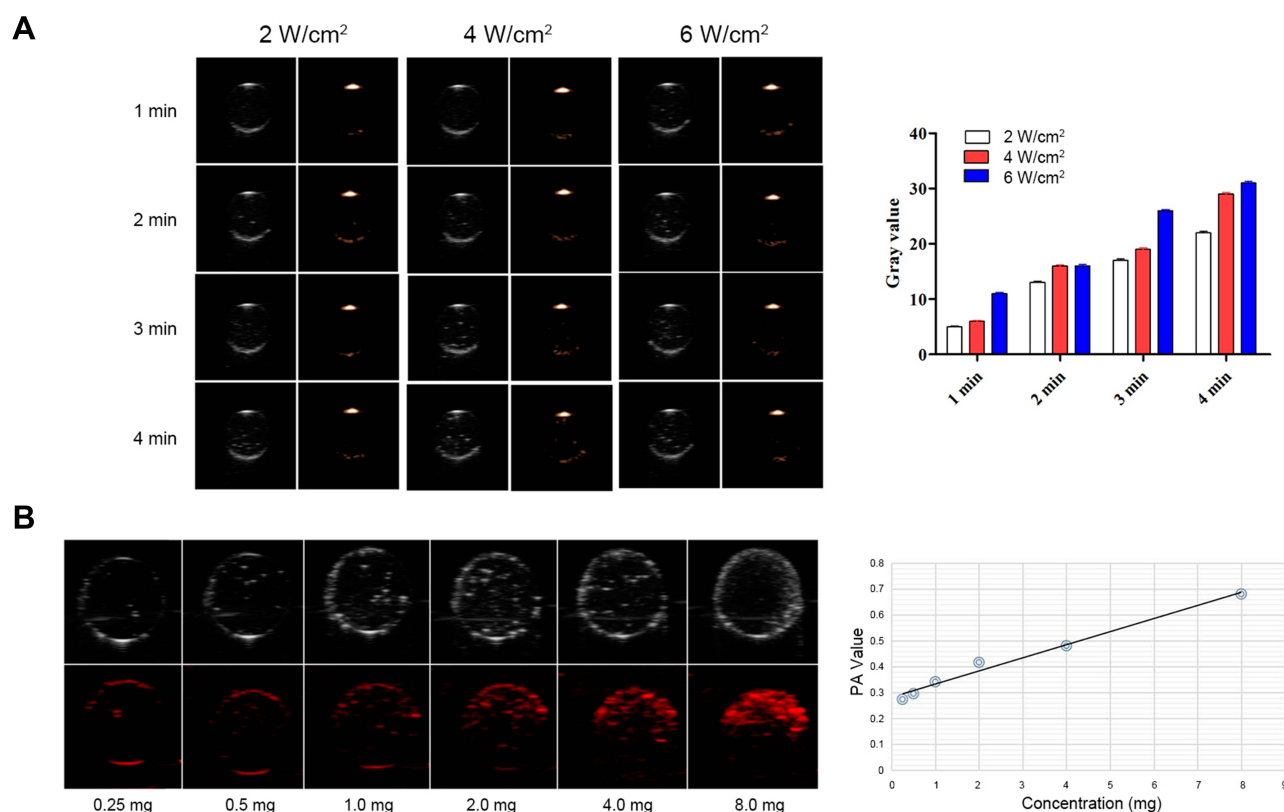 A
2 W/cm²
4 W/cm²
6 W/cm²
1 min
2 min
3 min
4 min
Gray value
40
30
20
10
0
2 W/cm²
4 W/cm²
6 W/cm²
1 min
2 min
3 min
4 min
B
0.25 mg
0.5 mg
1.0 mg
2.0 mg
4.0 mg
8.0 mg
PA Value
0.8
0.7
0.6
0.5
0.4
0.3
0.2
0.1
0
0 1 2 3 4 5 6 7 8 9
Concentration (mg)